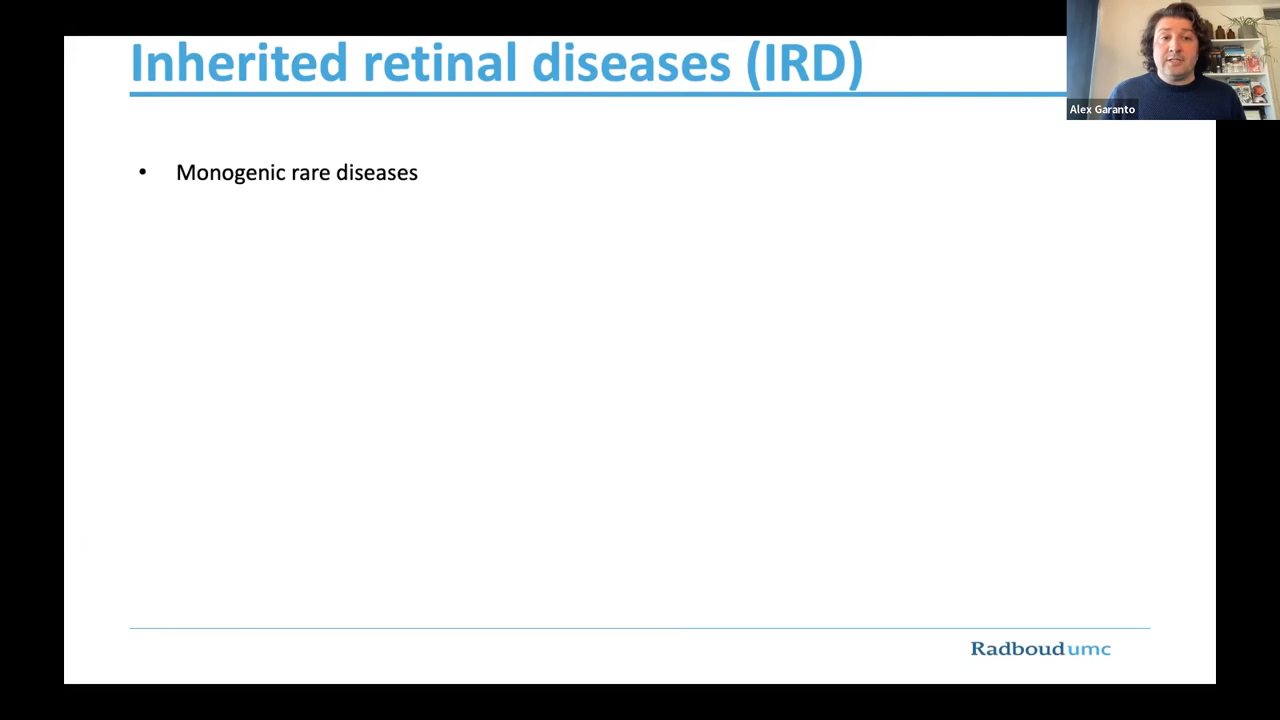 Inherited retinal diseases (IRD)
Alex Garanto
• Monogenic rare diseases
Radboudumc